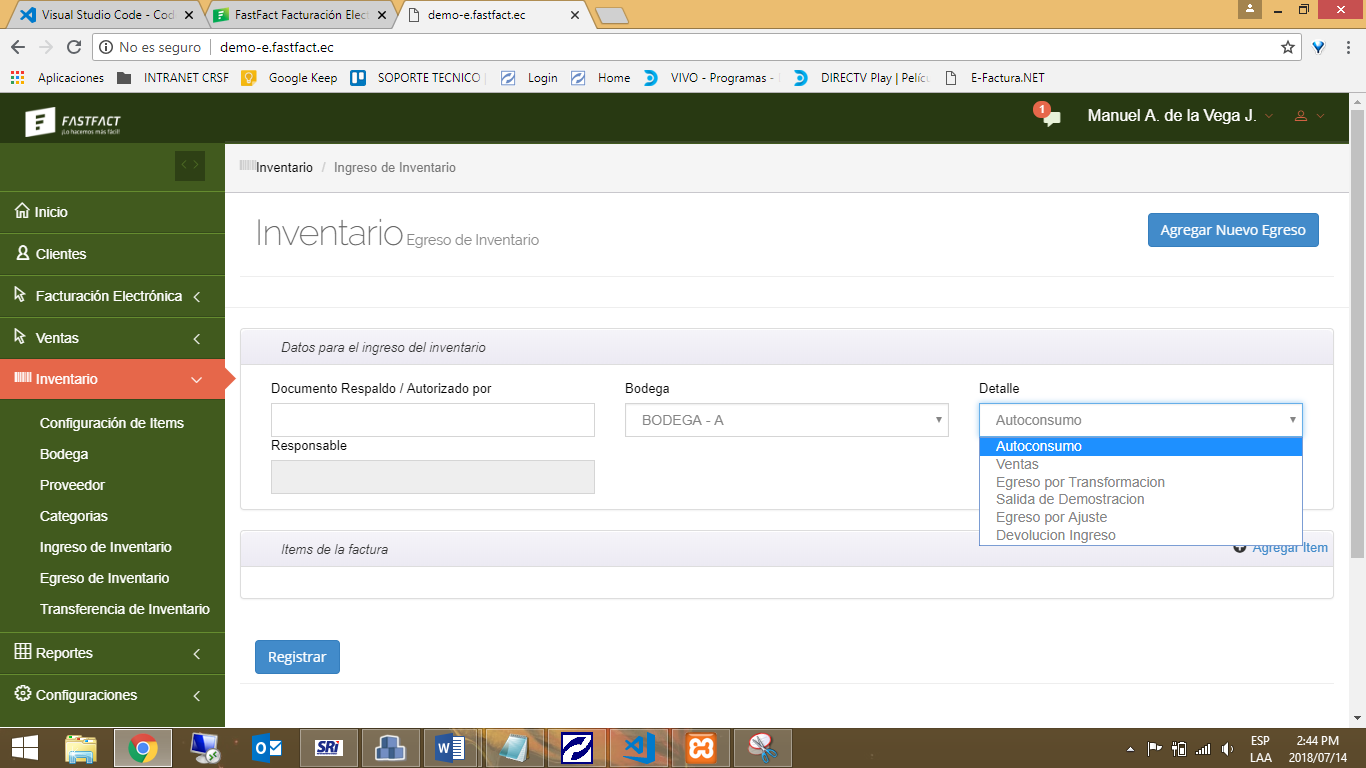 Visual Studio Code - Cod
FastFact Facturación Elect
demo-e.fastfact.ec
No es seguro
demo-e.fastfact.ec
Aplicaciones
INTRANET CRSF
Google Keep
SOPORTE TECNICO
Login
Home
VIVO - Programas -
DIRECTV Play | Pelíc
E-Factura.NET
FASTFACT
¡Lo hacemos más fácil!
1
Manuel A. de la Vega J.
Inventario / Ingreso de Inventario
Inicio
Clientes
Facturación Electrónica
Ventas
Inventario
Configuración de Items
Bodega
Proveedor
Categorias
Ingreso de Inventario
Egreso de Inventario
Transferencia de Inventario
Reportes
Configuraciones
Inventario Egreso de Inventario
Agregar Nuevo Egreso
Datos para el ingreso del inventario
Documento Respaldo / Autorizado por
Bodega
Detalle
BODEGA - A
Autoconsumo
Responsable
Autoconsumo
Ventas
Egreso por Transformacion
Salida de Demostracion
Egreso por Ajuste
Devolucion Ingreso
Items de la factura
Agregar Item
Registrar
SRi
ESP
LAA
2:44 PM
2018/07/14